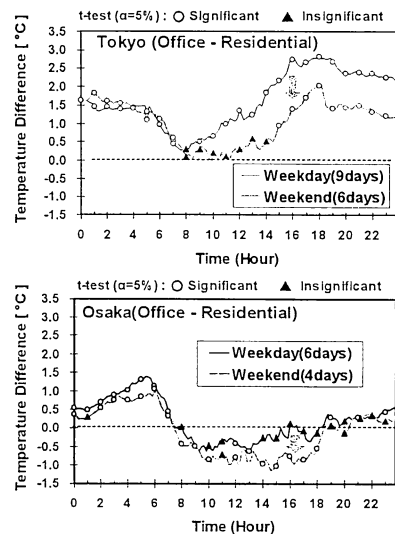 t-test (α=5%) : ○ Significant ▲ Insignificant
Tokyo (Office - Residential)
Temperature Difference [ °C]
3.5
3.0
2.5
2.0
1.5
1.0
0.5
0.0
-0.5
-1.0
-1.5
Weekday(9days)
Weekend(6days)
0 2 4 6 8 10 12 14 16 18 20 22
Time (Hour)
t-test (α=5%) : ○ Significant ▲ Insignificant
Osaka(Office - Residential)
Temperature Difference [ °C]
3.5
3.0
2.5
2.0
1.5
1.0
0.5
0.0
-0.5
-1.0
-1.5
Weekday(6days)
Weekend(4days)
0 2 4 6 8 10 12 14 16 18 20 22
Time (Hour)